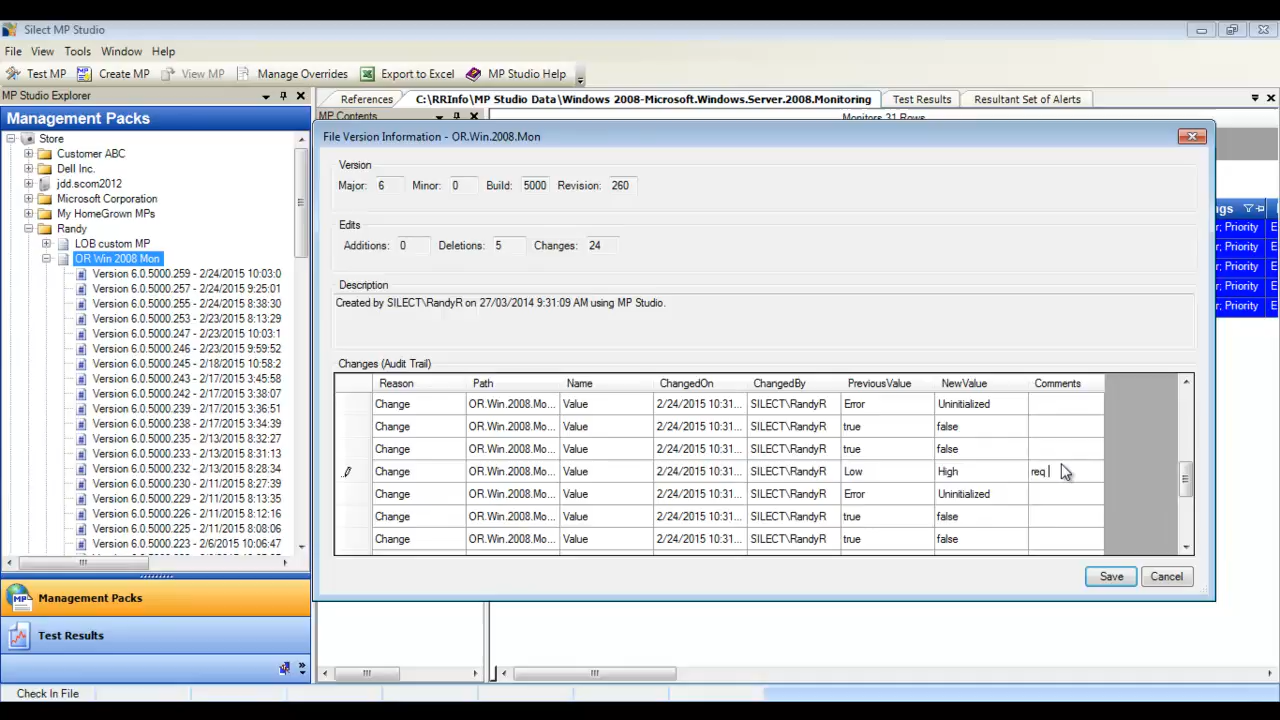 Silect MP Studio
File View Tools Window Help
Test MP Create MP View MP Manage Overrides Export to Excel MP Studio Help
MP Studio Explorer
References C:\RRInfo\MP Studio Data\Windows 2008-Microsoft.Windows.Server.2008.Monitoring Test Results Resultant Set of Alerts
Management Packs
MP Contents
Monitors 31 Rows
Store
Customer ABC
Dell Inc.
jdd.scom2012
Microsoft Corporation
My HomeGrown MPs
Randy
LOB custom MP
OR Win 2008 Mon
Version 6.0.5000.259 - 2/24/2015 10:03:0
Version 6.0.5000.257 - 2/24/2015 9:25:01
Version 6.0.5000.255 - 2/24/2015 8:38:30
Version 6.0.5000.253 - 2/23/2015 8:13:29
Version 6.0.5000.247 - 2/23/2015 10:03:1
Version 6.0.5000.246 - 2/23/2015 9:59:52
Version 6.0.5000.245 - 2/18/2015 10:58:2
Version 6.0.5000.243 - 2/17/2015 3:45:58
Version 6.0.5000.242 - 2/17/2015 3:38:07
Version 6.0.5000.239 - 2/17/2015 3:36:51
Version 6.0.5000.238 - 2/17/2015 3:34:39
Version 6.0.5000.235 - 2/17/2015 8:32:27
Version 6.0.5000.233 - 2/17/2015 8:31:13
Version 6.0.5000.232 - 2/17/2015 8:28:34
Version 6.0.5000.230 - 2/11/2015 8:27:39
Version 6.0.5000.229 - 2/11/2015 8:13:35
Version 6.0.5000.226 - 2/11/2015 8:12:16
Version 6.0.5000.225 - 2/11/2015 8:08:06
Version 6.0.5000.223 - 2/6/2015 10:06:47
Management Packs
Test Results
Check In File
File Version Information - OR.Win.2008.Mon
Version
Major: 6 Minor: 0 Build: 5000 Revision: 260
Edits
Additions: 0 Deletions: 5 Changes: 24
Description
Created by SILECT\RandyR on 27/03/2014 9:31:09 AM using MP Studio.
Changes (Audit Trail)
Reason Path Name ChangedOn ChangedBy PreviousValue NewValue Comments
Change OR.Win.2008.Mo... Value 2/24/2015 10:31... SILECT\RandyR Error Uninitialized
Change OR.Win.2008.Mo... Value 2/24/2015 10:31... SILECT\RandyR true false
Change OR.Win.2008.Mo... Value 2/24/2015 10:31... SILECT\RandyR true false
Change OR.Win.2008.Mo... Value 2/24/2015 10:31... SILECT\RandyR Low High req
Change OR.Win.2008.Mo... Value 2/24/2015 10:31... SILECT\RandyR Error Uninitialized
Change OR.Win.2008.Mo... Value 2/24/2015 10:31... SILECT\RandyR true false
Change OR.Win.2008.Mo... Value 2/24/2015 10:31... SILECT\RandyR true false
Save Cancel
ngs
r; Priority E
r; Priority E
r; Priority E
r; Priority E
r; Priority E